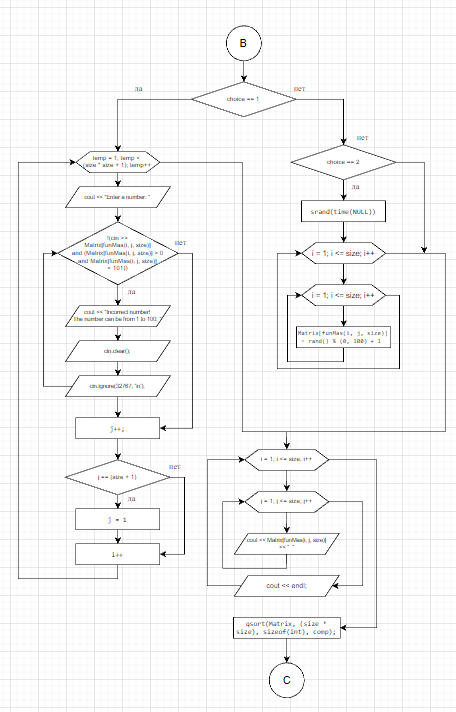 B
да
нет
choice == 1
нет
temp = 1, temp <
(size * size + 1); temp++
choice == 2
да
cout << "Enter a number: "
srand(time(NULL))
!(cin >>
Matrix[funMas(i, j, size)]
and (Matrix[funMas(i, j, size)] > 0
and Matrix[funMas(i, j, size)]
< 101))
нет
i = 1; i <= size; i++
да
i = 1; i <= size; i++
cout << "Incorrect number!
The number can be from 1 to 100: "
Matrix[funMas(i, j, size)]
= rand() % (0, 100) + 1
cin.clear();
cin.ignore(32767, '\n');
j++;
i = 1; i <= size; i++
j == (size + 1)
нет
да
j = 1; j <= size; j++
j = 1
cout << Matrix[funMas(i, j, size)]
<< " "
i++
cout << endl;
qsort(Matrix, (size *
size), sizeof(int), comp);
C